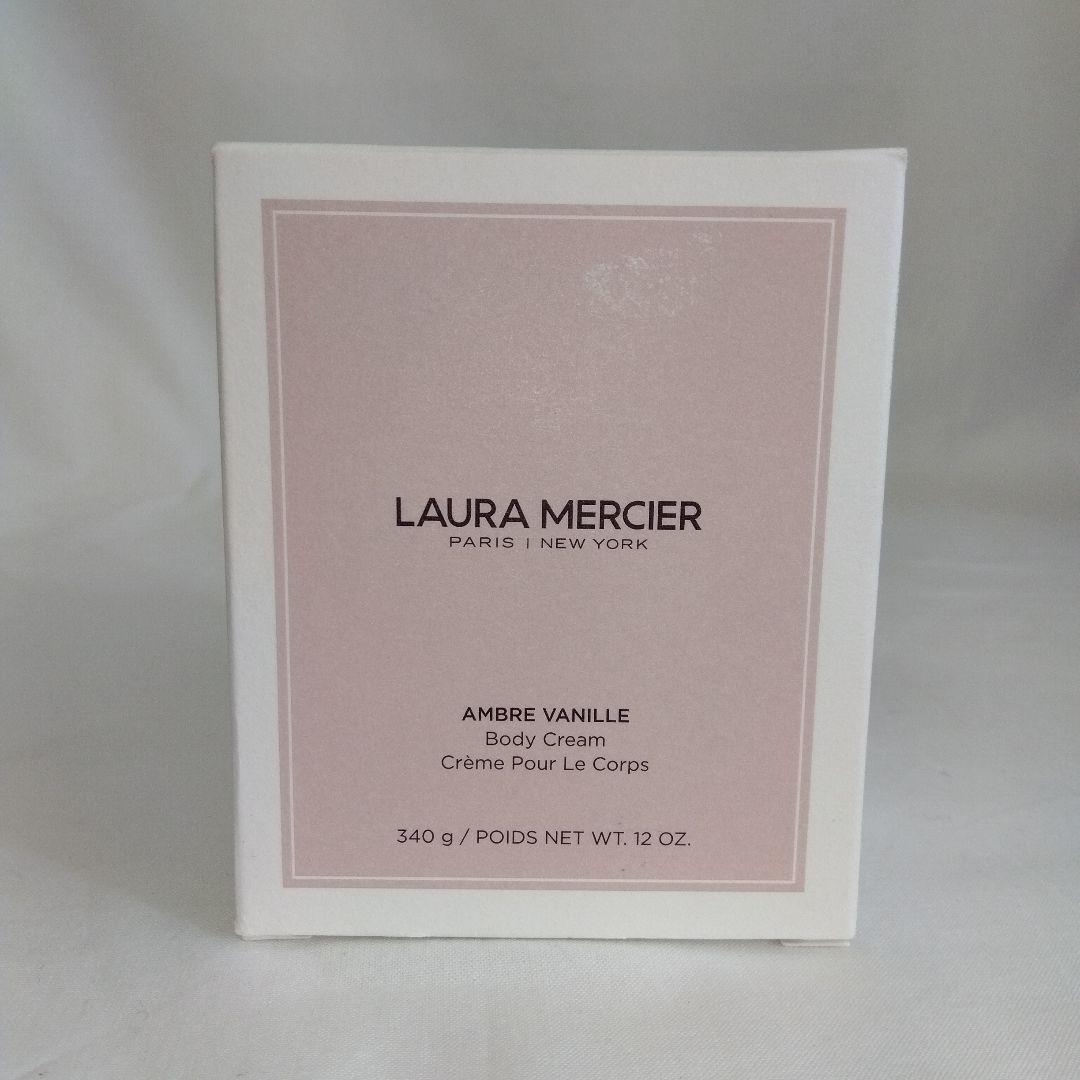 LAURA MERCIER
PARIS | NEW YORK
AMBRE VANILLE
Body Cream
Crème Pour Le Corps
340 g / POIDS NET WT. 12 OZ.